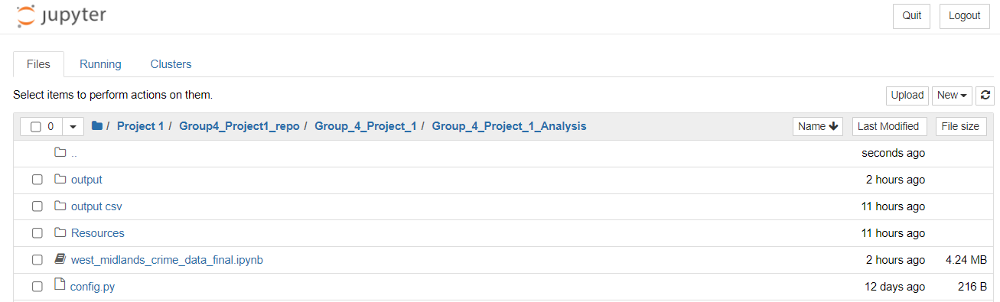 jupyter Quit Logout
Files Running Clusters
Select items to perform actions on them. Upload New
0 / Project 1 / Group4_Project1_repo / Group_4_Project_1 / Group_4_Project_1_Analysis Name Last Modified File size
.. seconds ago
output 2 hours ago
output csv 11 hours ago
Resources 11 hours ago
west_midlands_crime_data_final.ipynb 2 hours ago 4.24 MB
config.py 12 days ago 216 B